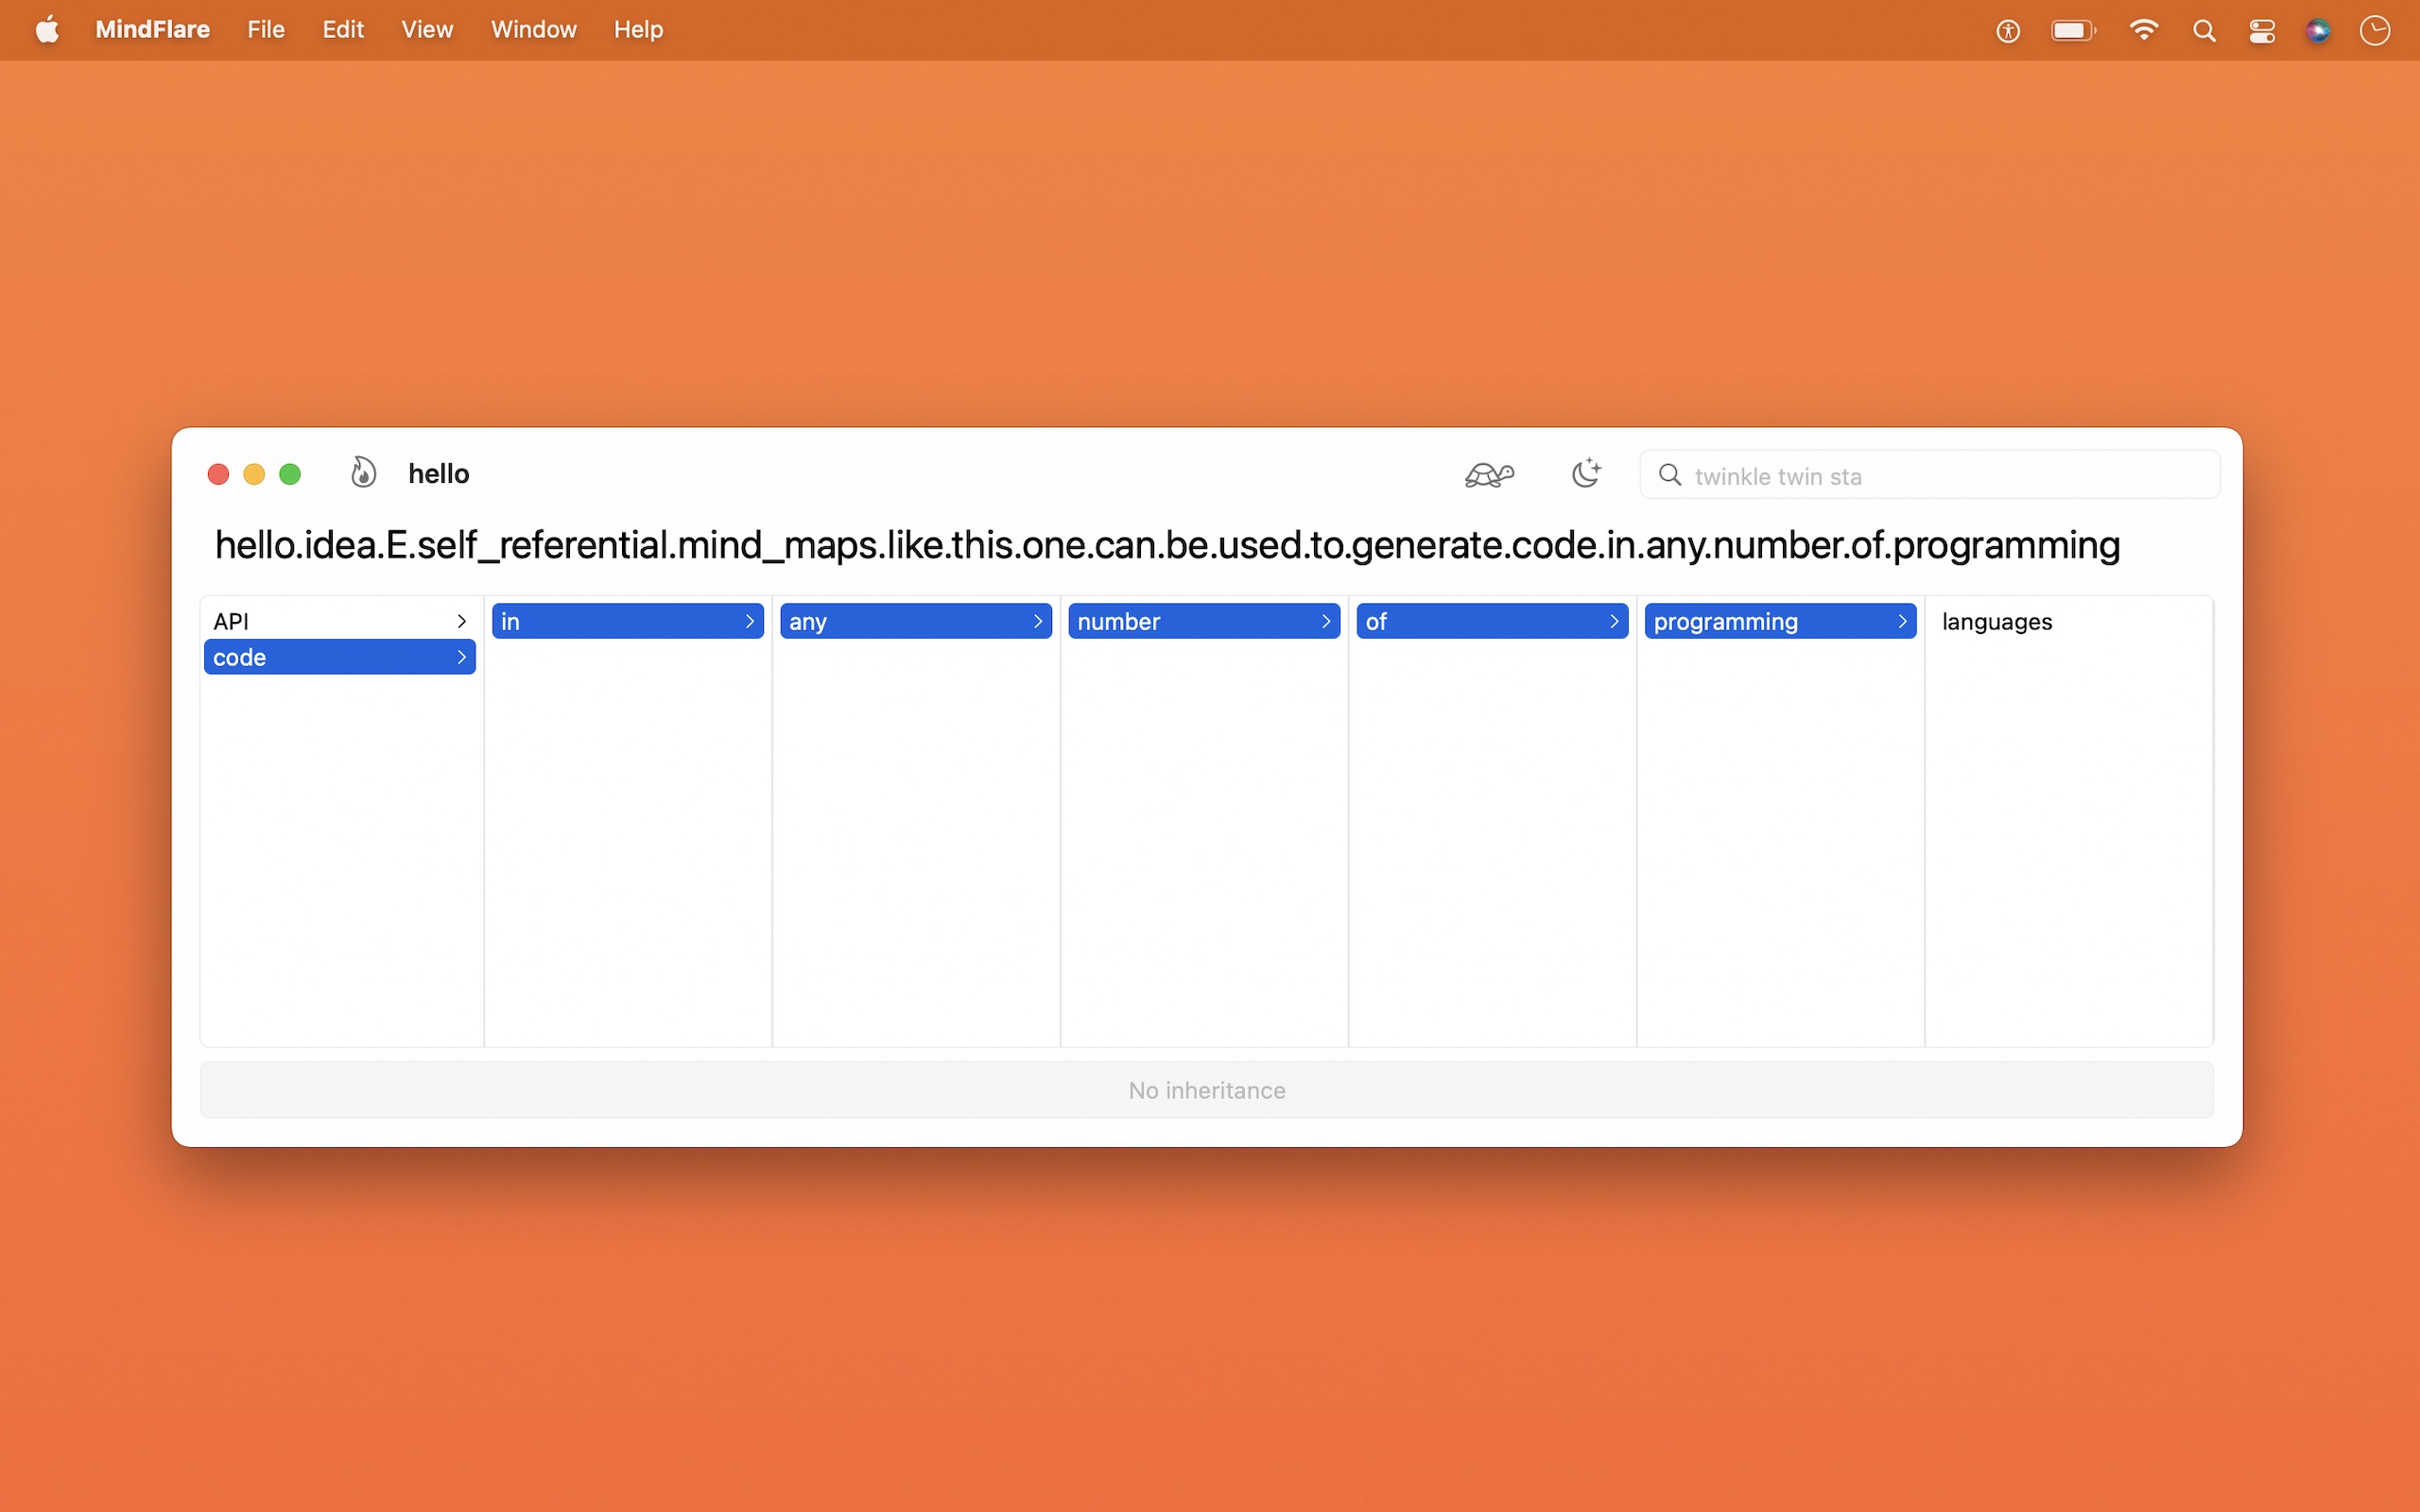 MindFlare File Edit View Window Help
hello
twinkle twin sta
hello.idea.E.self_referential.mind_maps.like.this.one.can.be.used.to.generate.code.in.any.number.of.programming
API in any number of programming languages
code
No inheritance